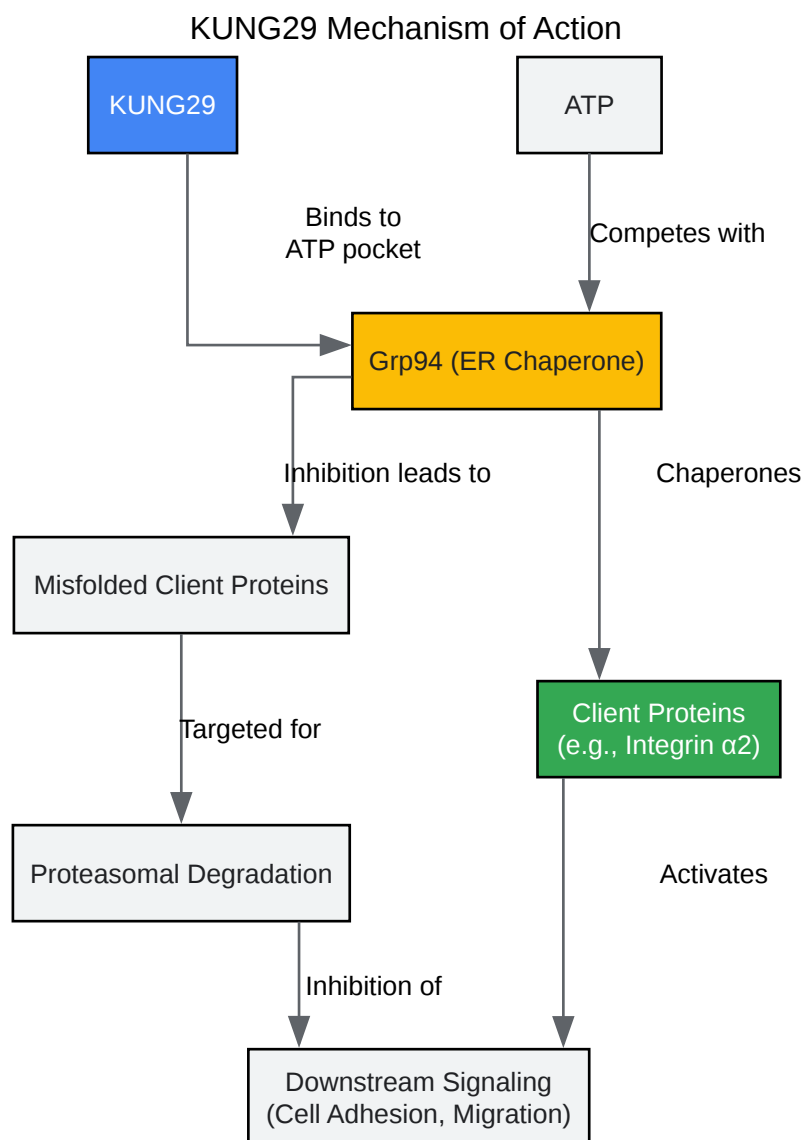 KUNG29 Mechanism of Action
KUNG29
ATP
Binds to
ATP pocket
Competes with
Grp94 (ER Chaperone)
Inhibition leads to
Chaperones
Misfolded Client Proteins
Client Proteins
(e.g., Integrin α2)
Targeted for
Proteasomal Degradation
Activates
Inhibition of
Downstream Signaling
(Cell Adhesion, Migration)